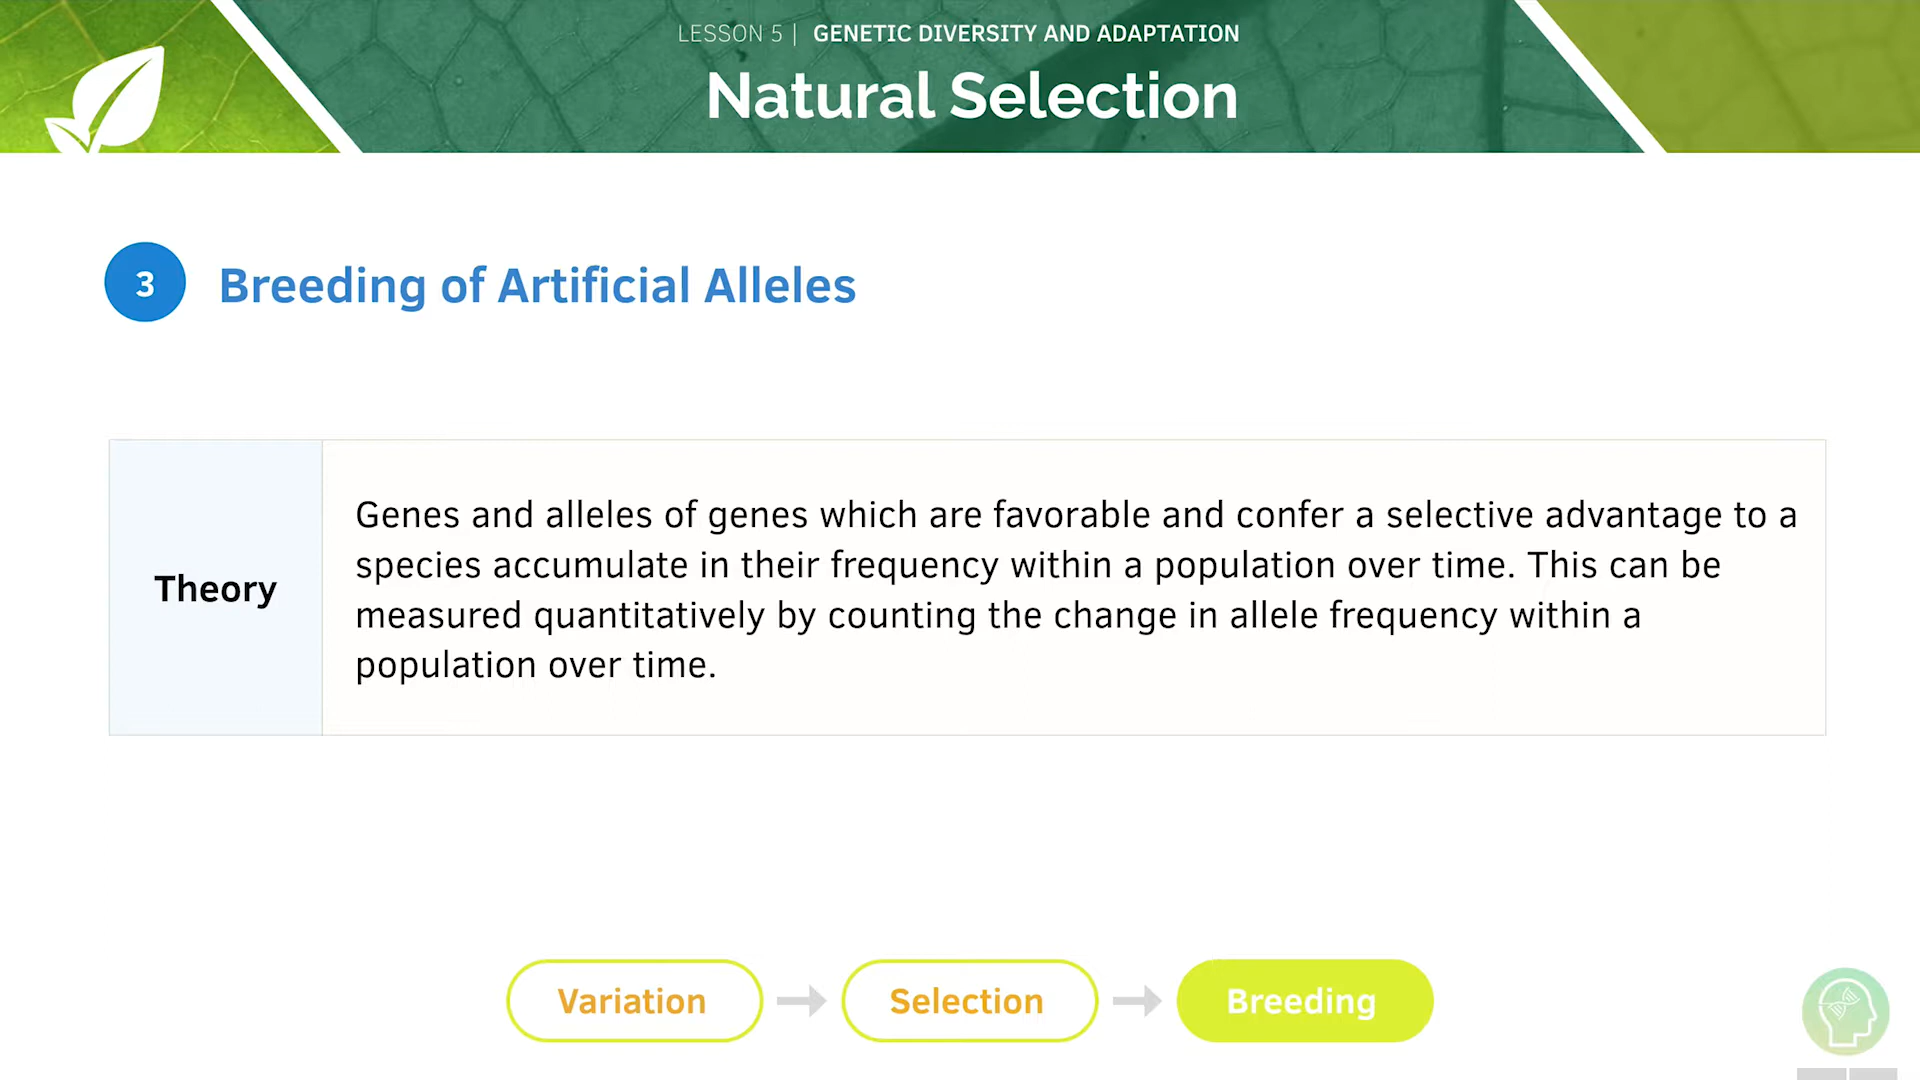 LESSON 5 | GENETIC DIVERSITY AND ADAPTATION
Natural Selection
3 Breeding of Artificial Alleles
Theory
Genes and alleles of genes which are favorable and confer a selective advantage to a
species accumulate in their frequency within a population over time. This can be
measured quantitatively by counting the change in allele frequency within a
population over time.
Variation Selection Breeding